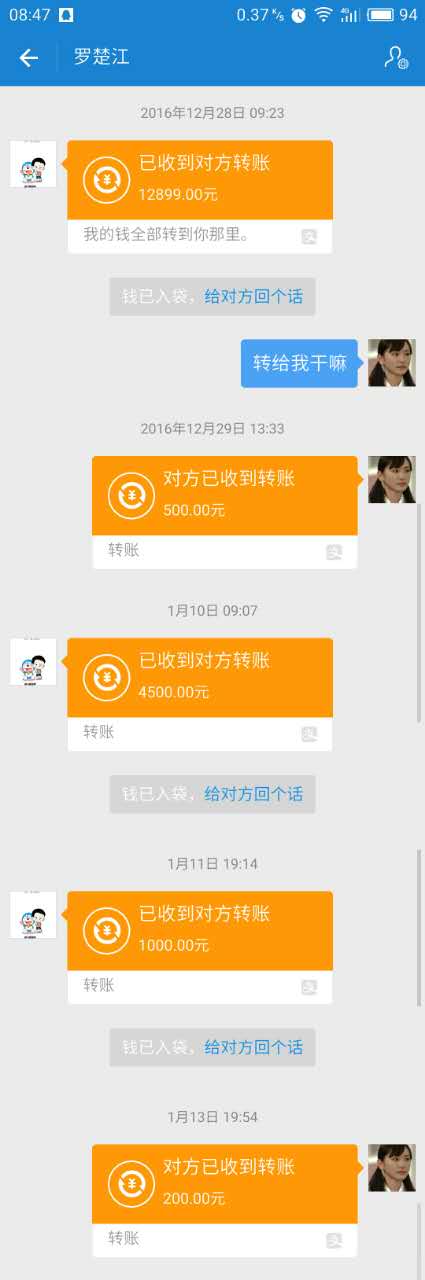 08:47
0.37 K/s
4G
94
罗楚江
2016年12月28日 09:23
已收到对方转账
12899.00元
我的钱全部转到你那里。
支
钱已入袋，给对方回个话
转给我干嘛
2016年12月29日 13:33
对方已收到转账
500.00元
转账
支
1月10日 09:07
已收到对方转账
4500.00元
转账
支
钱已入袋，给对方回个话
1月11日 19:14
已收到对方转账
1000.00元
转账
支
钱已入袋，给对方回个话
1月13日 19:54
对方已收到转账
200.00元
转账
支